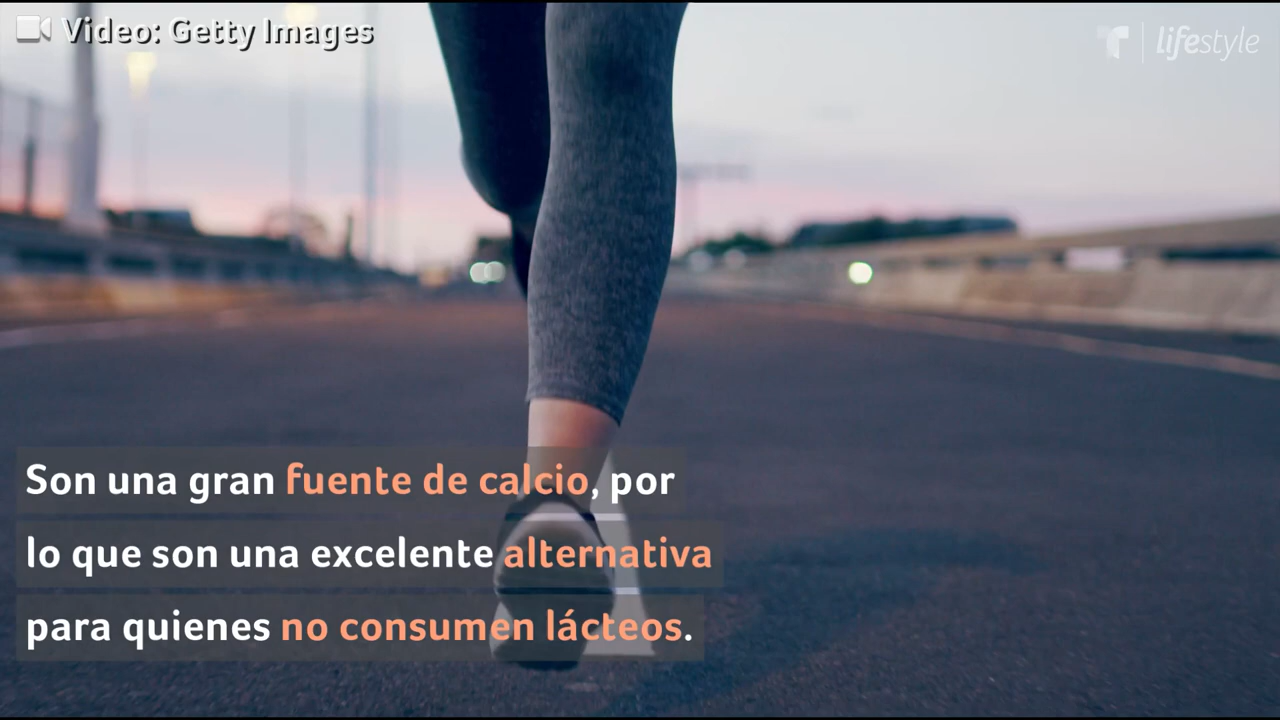 Video: Getty Images
lifestyle
Son una gran fuente de calcio, por
lo que son una excelente alternativa
para quienes no consumen lácteos.